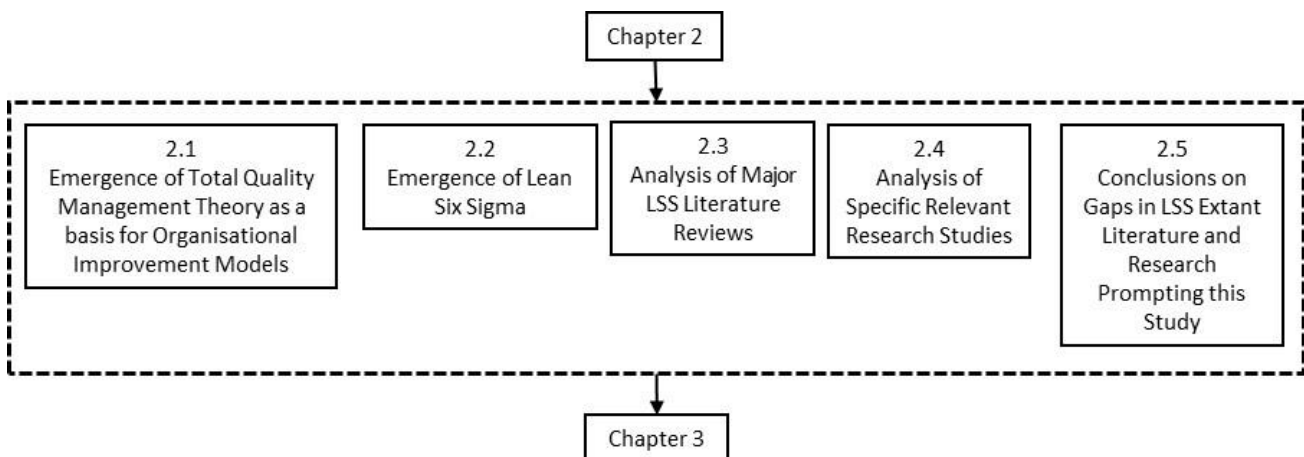 Chapter 2
2.1
Emergence of Total Quality
Management Theory as a
basis for Organisational
Improvement Models
2.2
Emergence of Lean
Six Sigma
2.3
Analysis of Major
LSS Literature
Reviews
2.4
Analysis of
Specific Relevant
Research Studies
2.5
Conclusions on
Gaps in LSS Extant
Literature and
Research
Prompting this
Study
Chapter 3